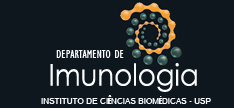 DEPARTAMENTO DE
Imunologia
INSTITUTO DE CIÊNCIAS BIOMÉDICAS - USP